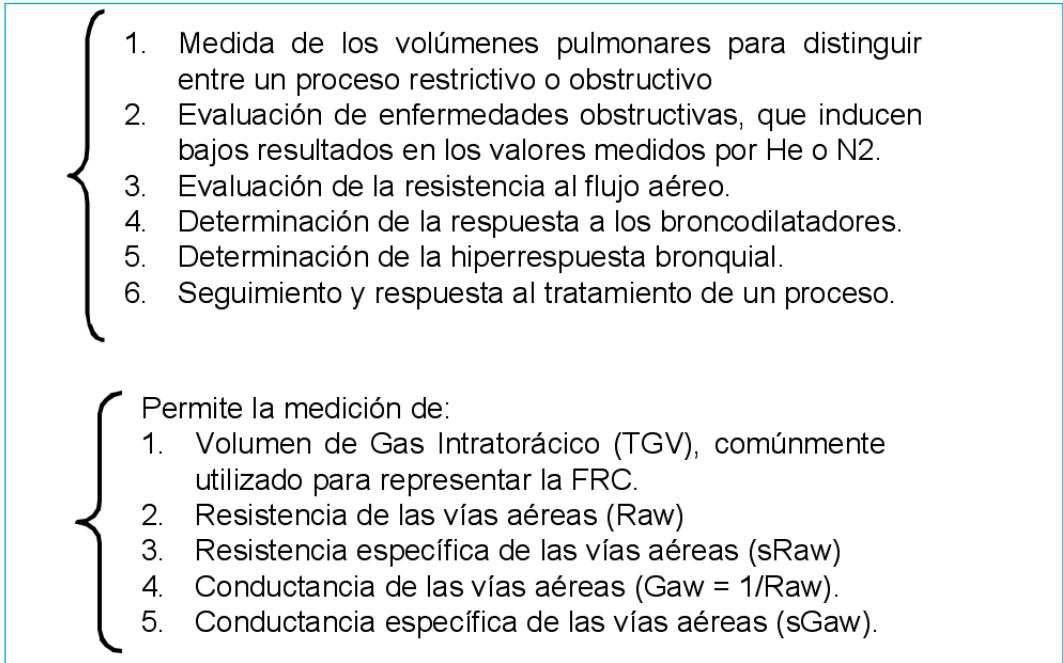 1. Medida de los volúmenes pulmonares para distinguir
entre un proceso restrictivo o obstructivo
2. Evaluación de enfermedades obstructivas, que inducen
bajos resultados en los valores medidos por He o N2.
3. Evaluación de la resistencia al flujo aéreo.
4. Determinación de la respuesta a los broncodilatadores.
5. Determinación de la hiperrespuesta bronquial.
6. Seguimiento y respuesta al tratamiento de un proceso.
Permite la medición de:
1. Volumen de Gas Intratorácico (TGV), comúnmente
utilizado para representar la FRC.
2. Resistencia de las vías aéreas (Raw)
3. Resistencia específica de las vías aéreas (sRaw)
4. Conductancia de las vías aéreas (Gaw = 1/Raw).
5. Conductancia específica de las vías aéreas (sGaw).